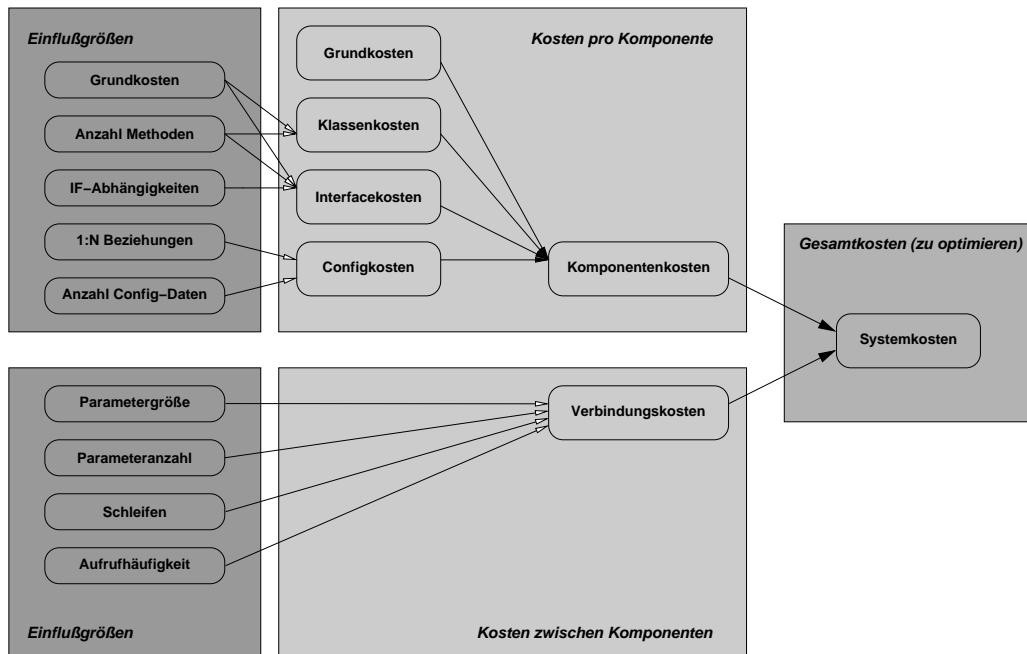 Einflußgrößen
Grundkosten
Anzahl Methoden
IF–Abhängigkeiten
1:N Beziehungen
Anzahl Config–Daten
Kosten pro Komponente
Grundkosten
Klassenkosten
Interfacekosten
Configkosten
Komponentenkosten
Gesamtkosten (zu optimieren)
Systemkosten
Parametergröße
Parameteranzahl
Schleifen
Aufrufhäufigkeit
Einflußgrößen
Verbindungskosten
Kosten zwischen Komponenten